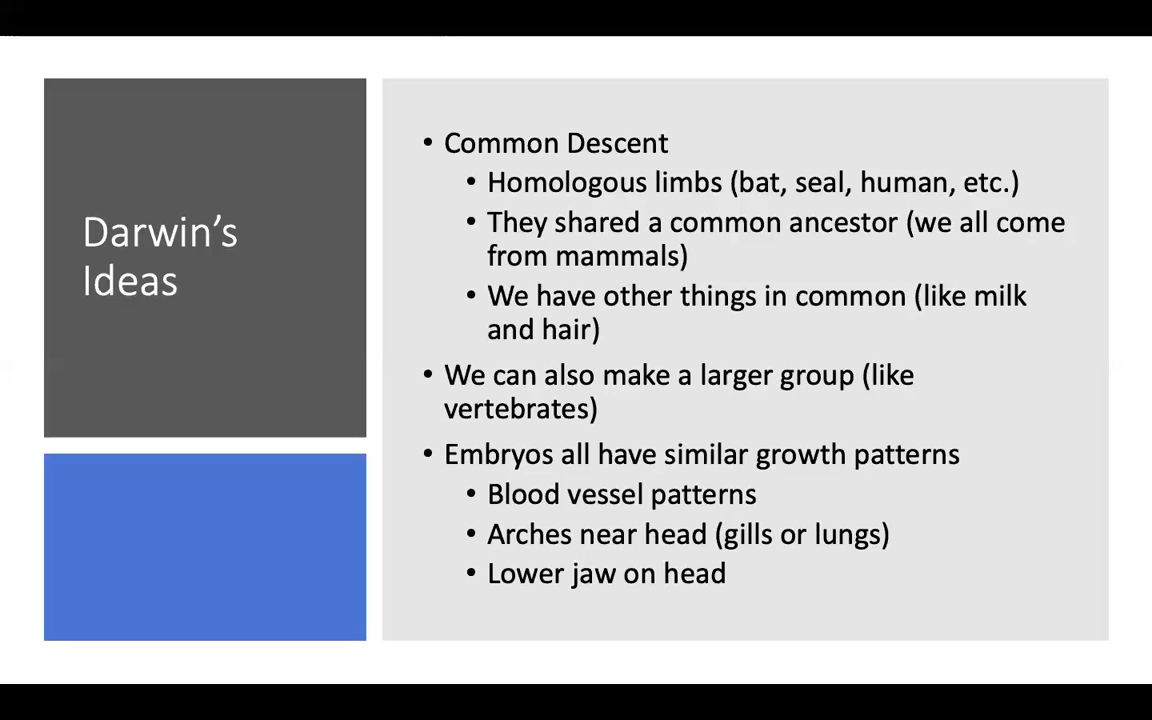 Darwin’s
Ideas
• Common Descent
• Homologous limbs (bat, seal, human, etc.)
• They shared a common ancestor (we all come
from mammals)
• We have other things in common (like milk
and hair)
• We can also make a larger group (like
vertebrates)
• Embryos all have similar growth patterns
• Blood vessel patterns
• Arches near head (gills or lungs)
• Lower jaw on head